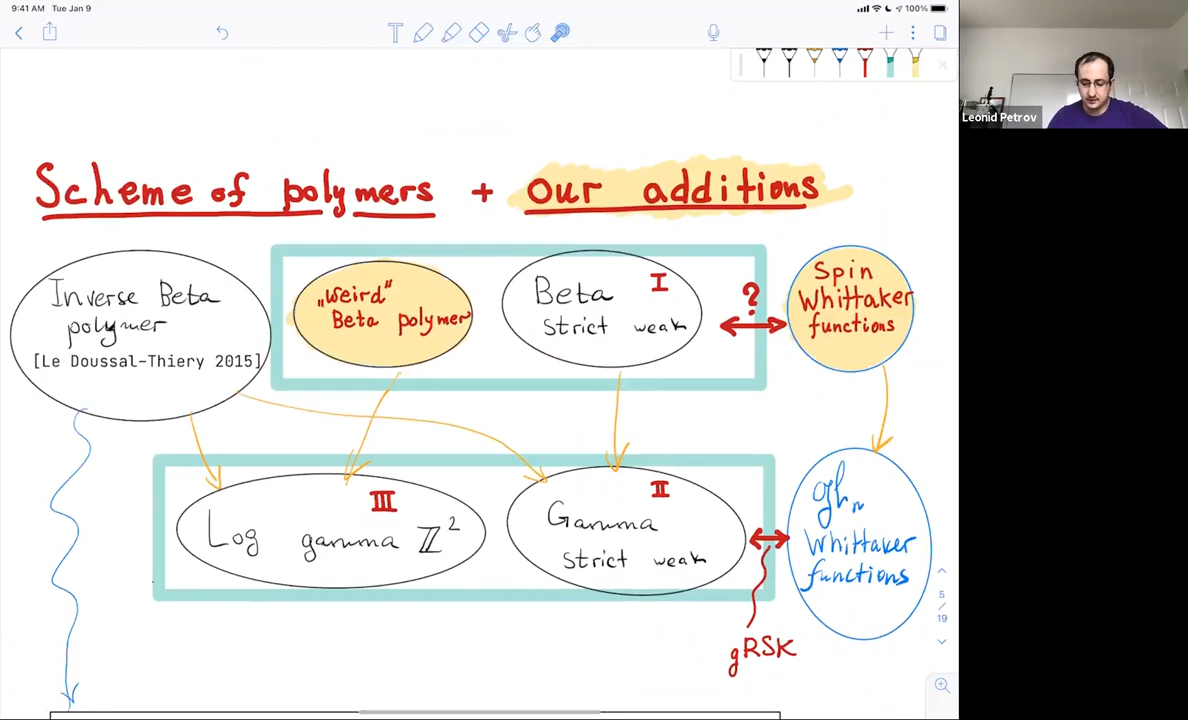 9:41 AM Tue Jan 9
100%
Leonid Petrov
Scheme of polymers + our additions
Inverse Beta
polymer
[Le Doussal-Thiery 2015]
„Weird“
Beta polymer
I
Beta
Strict weak
?
Spin
Whittaker
functions
III
Log gamma ℤ²
II
Gamma
Strict weak
gRSK
gln
Whittaker
functions
5
/
19